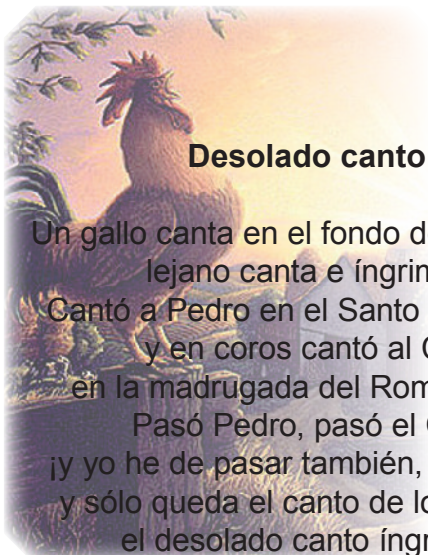 Desolado canto
Un gallo canta en el fondo d
lejano canta e íngrim
Cantó a Pedro en el Santo
y en coros cantó al C
en la madrugada del Rom
Pasó Pedro, pasó el C
¡y yo he de pasar también,
y sólo queda el canto de lo
el desolado canto íngr